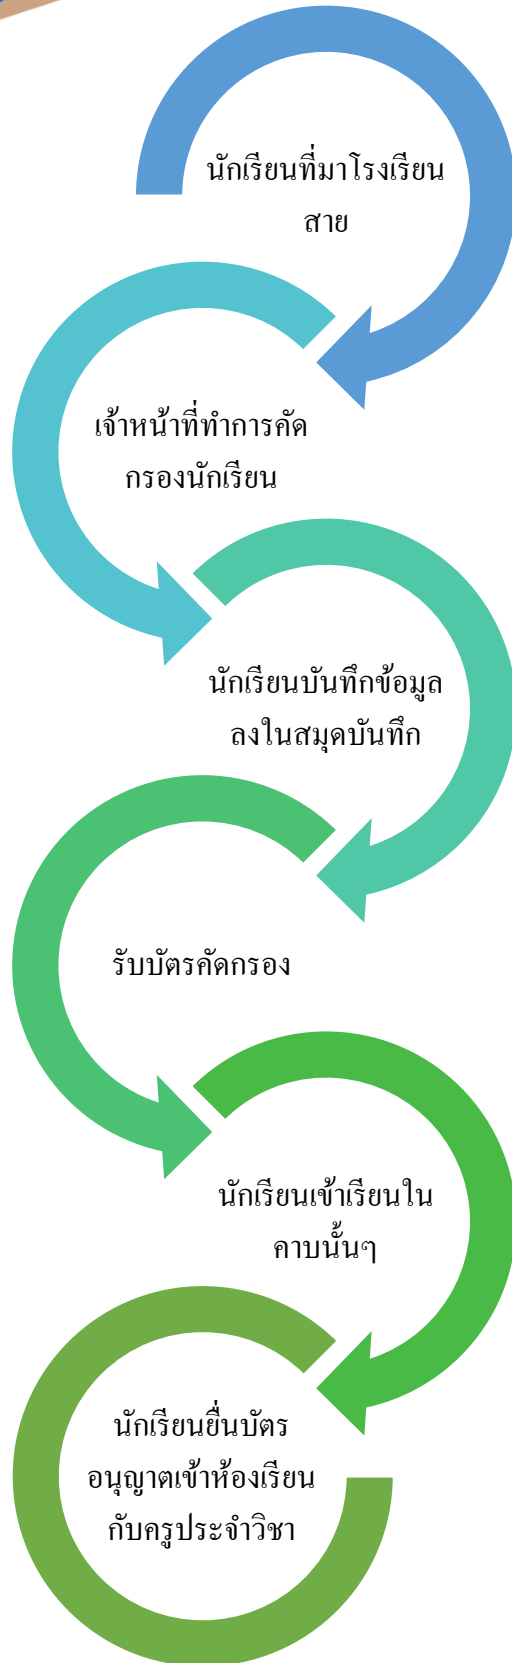 นักเรียนที่มาโรงเรียน
สาย
เจ้าหน้าที่ทำการคัด
กรองนักเรียน
นักเรียนบันทึกข้อมูล
ลงในสมุดบันทึก
รับบัตรคัดกรอง
นักเรียนเข้าเรียนใน
คาบนั้นๆ
นักเรียนยื่นบัตร
อนุญาตเข้าห้องเรียน
กับครูประจำวิชา